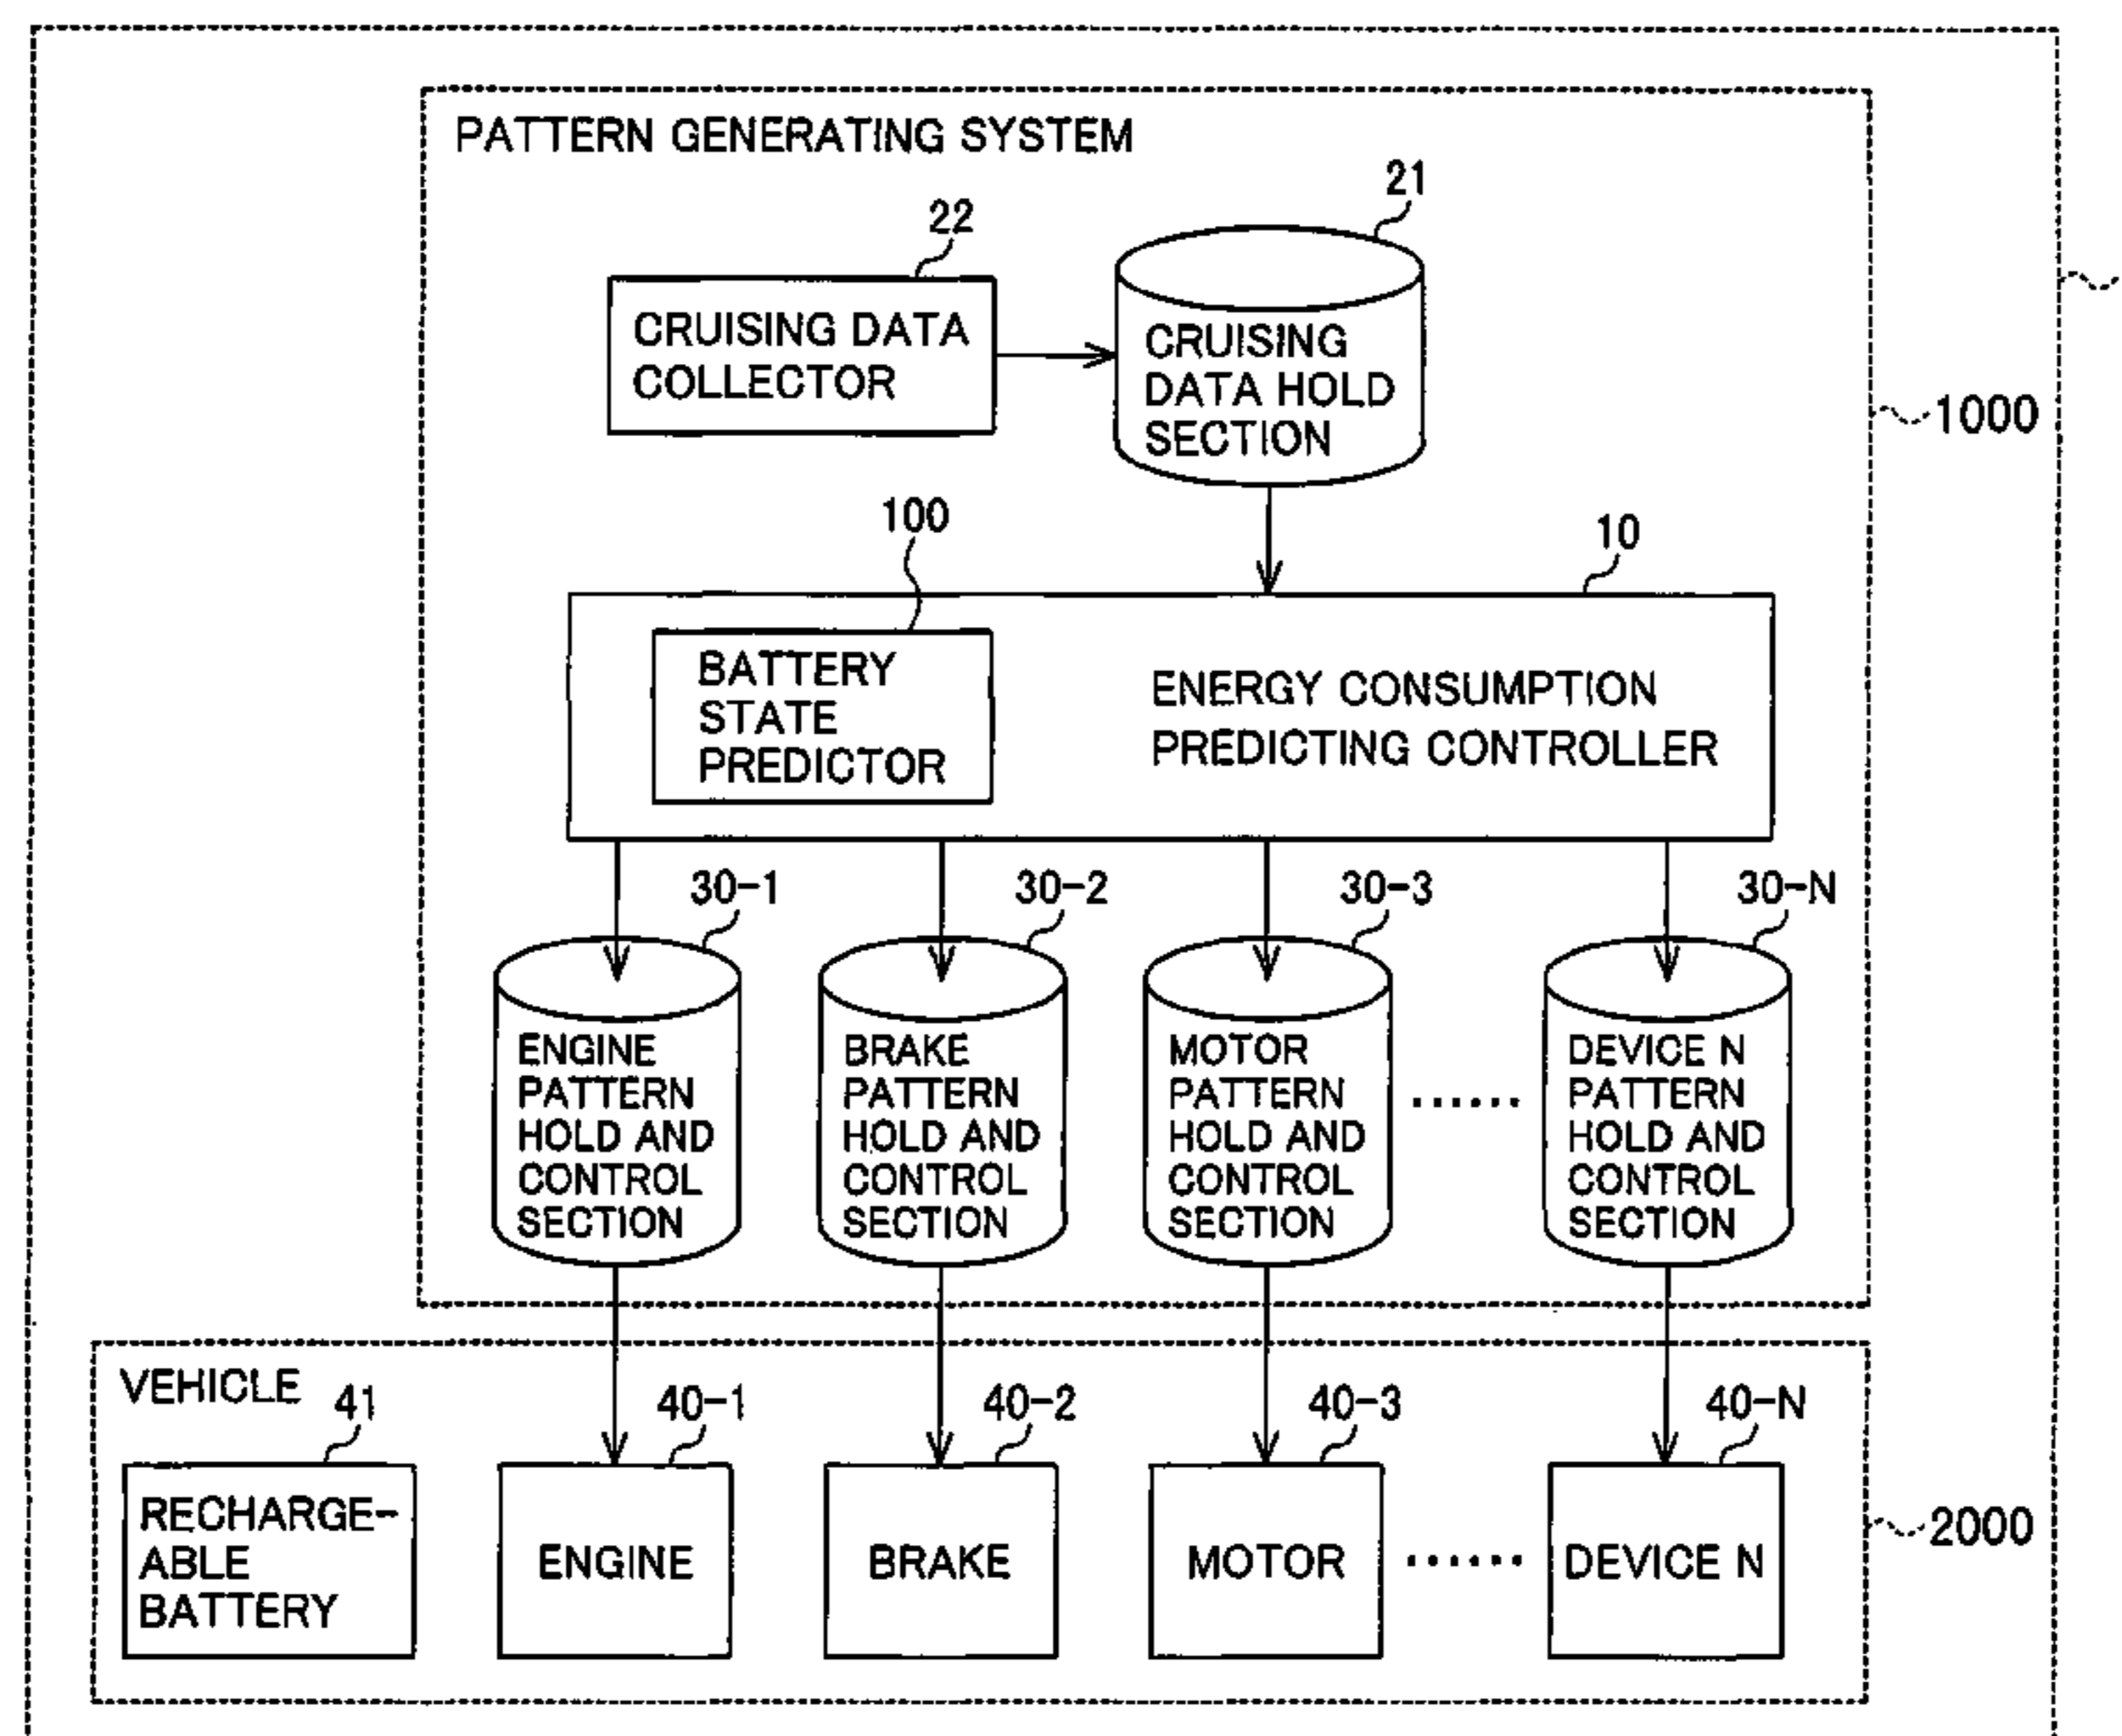 PATTERN GENERATING SYSTEM
21
22
CRUISING DATA
COLLECTOR
CRUISING
DATA HOLD
SECTION
1000
100
10
BATTERY
STATE
PREDICTOR
ENERGY CONSUMPTION
PREDICTING CONTROLLER
30-1
30-2
30-3
30-N
ENGINE
PATTERN
HOLD AND
CONTROL
SECTION
BRAKE
PATTERN
HOLD AND
CONTROL
SECTION
MOTOR
PATTERN
HOLD AND
CONTROL
SECTION
......
DEVICE N
PATTERN
HOLD AND
CONTROL
SECTION
VEHICLE
41
40-1
40-2
40-3
40-N
RECHARGE-
ABLE
BATTERY
ENGINE
BRAKE
MOTOR
......
DEVICE N
2000